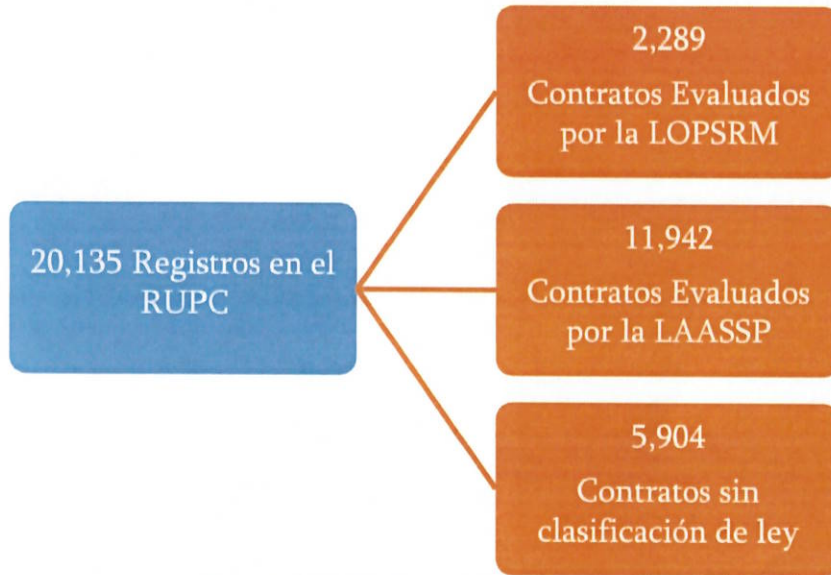 20,135 Registros en el
RUPC
2,289
Contratos Evaluados
por la LOPSRM
11,942
Contratos Evaluados
por la LAASSP
5,904
Contratos sin
clasificación de ley